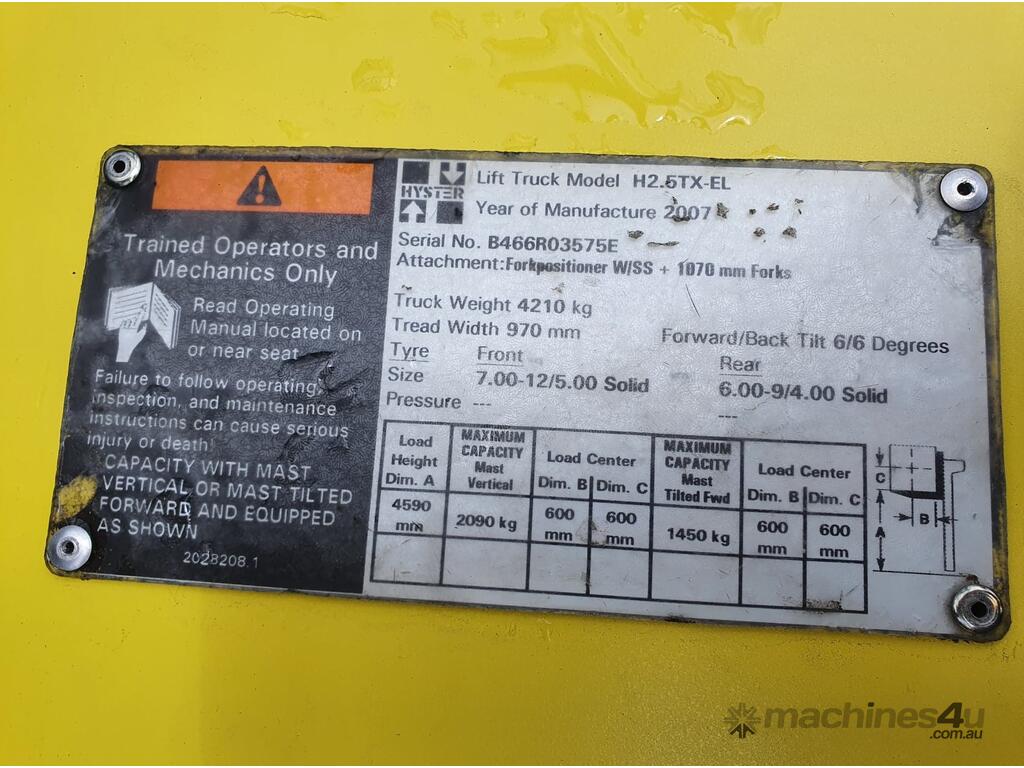 Trained Operators and
Mechanics Only
Read Operating
Manual located on
or near seat
Failure to follow operating,
inspection, and maintenance
instructions can cause serious
injury or death!
CAPACITY WITH MAST
VERTICAL OR MAST TILTED
FORWARD AND EQUIPPED
AS SHOWN
2028208.1
HYSTER
Lift Truck Model H2.5TX-EL
Year of Manufacture 2007
Serial No. B466R03575E
Attachment:Forkpositioner W/SS + 1070 mm Forks
Truck Weight 4210 kg
Tread Width 970 mm Forward/Back Tilt 6/6 Degrees
Tyre Front Rear
Size 7.00-12/5.00 Solid 6.00-9/4.00 Solid
Pressure --- ---
Load Height Dim. A MAXIMUM CAPACITY Mast Vertical Load Center Dim. B Dim. C MAXIMUM CAPACITY Mast Tilted Fwd Load Center Dim. B Dim. C
4590 mm 2090 kg 600 mm 600 mm 1450 kg 600 mm 600 mm
C
B
A
machines4u
.com.au